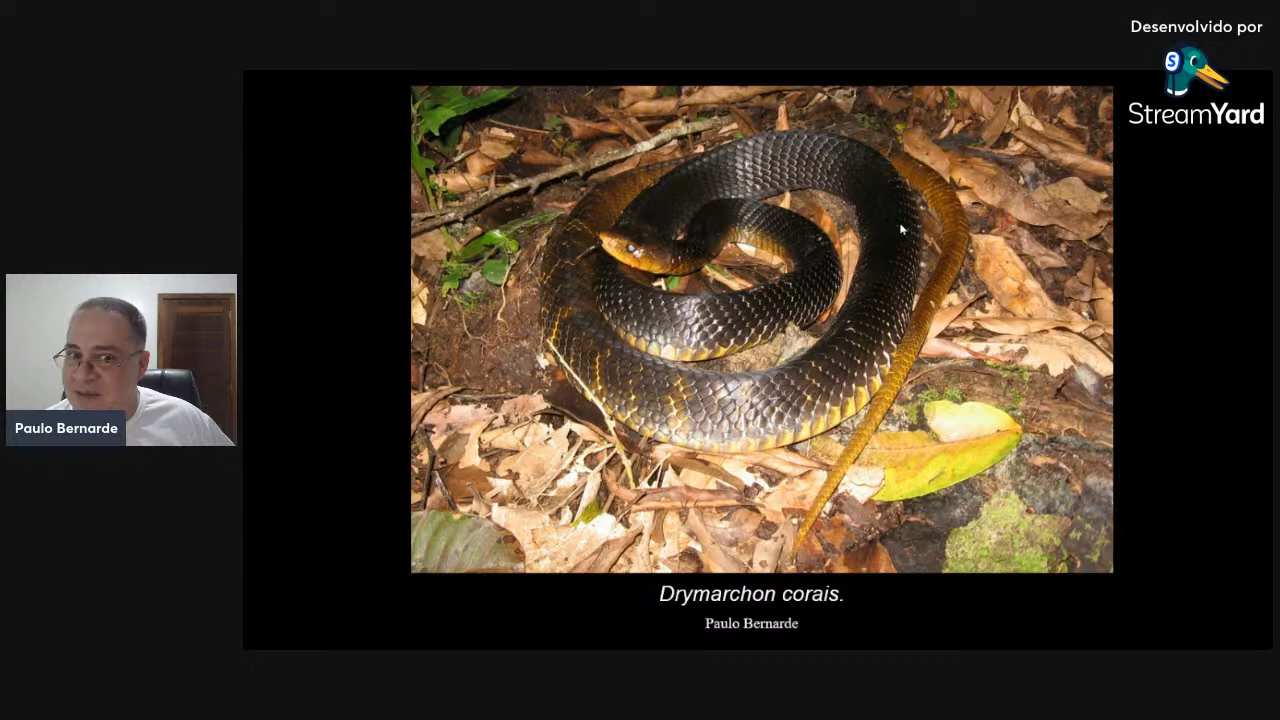 Desenvolvido por
StreamYard
Paulo Bernarde
Drymarchon corais.
Paulo Bernarde